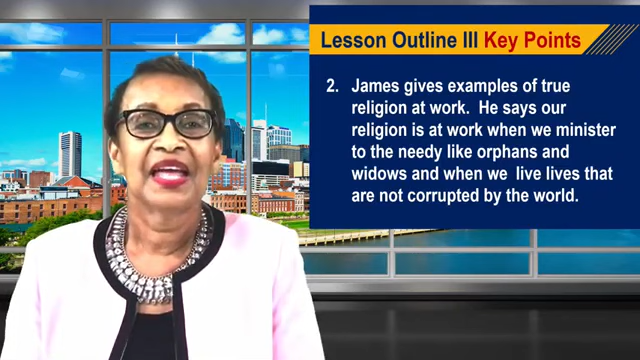 Lesson Outline III Key Points
2. James gives examples of true
religion at work. He says our
religion is at work when we minister
to the needy like orphans and
widows and when we live lives that
are not corrupted by the world.